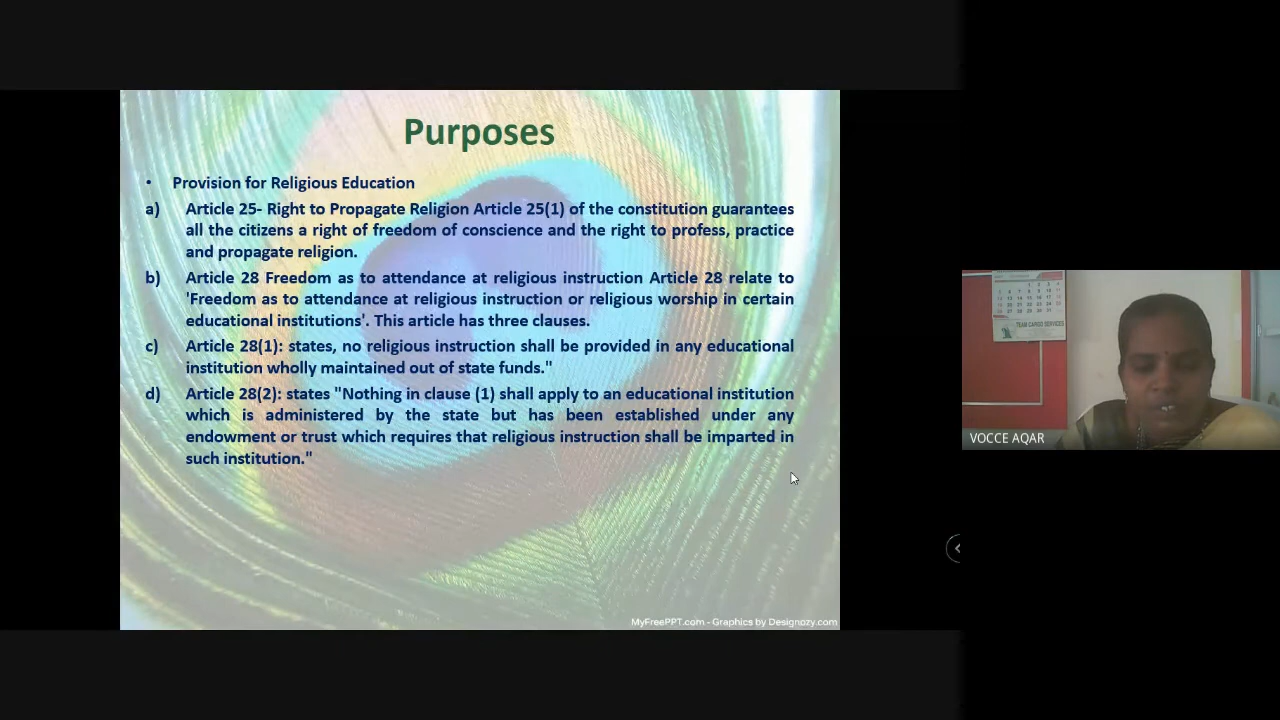 Purposes
• Provision for Religious Education
a) Article 25- Right to Propagate Religion Article 25(1) of the constitution guarantees
all the citizens a right of freedom of conscience and the right to profess, practice
and propagate religion.
b) Article 28 Freedom as to attendance at religious instruction Article 28 relate to
'Freedom as to attendance at religious instruction or religious worship in certain
educational institutions'. This article has three clauses.
c) Article 28(1): states, no religious instruction shall be provided in any educational
institution wholly maintained out of state funds."
d) Article 28(2): states "Nothing in clause (1) shall apply to an educational institution
which is administered by the state but has been established under any
endowment or trust which requires that religious instruction shall be imparted in
such institution."
MyFreePPT.com - Graphics by Designozy.com
TEAM CARGO SERVICES
VOCCE AQAR